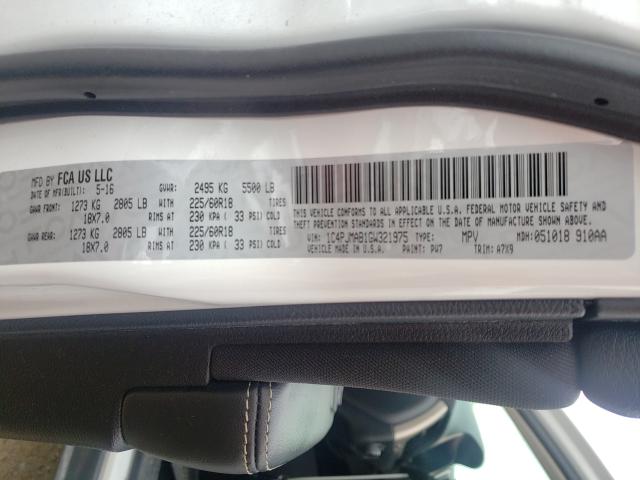 MFD BY FCA US LLC
DATE OF MFR(BUILT): 5-16 GVWR: 2495 KG 5500 LB
GAWR FRONT: 1273 KG 2805 LB WITH 225/60R18 TIRES
18X7.0 RIMS AT 230 KPA ( 33 PSI) COLD
GAWR REAR: 1273 KG 2805 LB WITH 225/60R18 TIRES
18X7.0 RIMS AT 230 KPA ( 33 PSI) COLD
THIS VEHICLE CONFORMS TO ALL APPLICABLE U.S.A. FEDERAL MOTOR VEHICLE SAFETY AND
THEFT PREVENTION STANDARDS IN EFFECT ON THE DATE OF MANUFACTURE SHOWN ABOVE.
VIN: 1C4PJMAB1GW321975 TYPE: MPV MDH: 051018 910AA
VEHICLE MADE IN U.S.A. PAINT: PW7 TRIM: A7X9